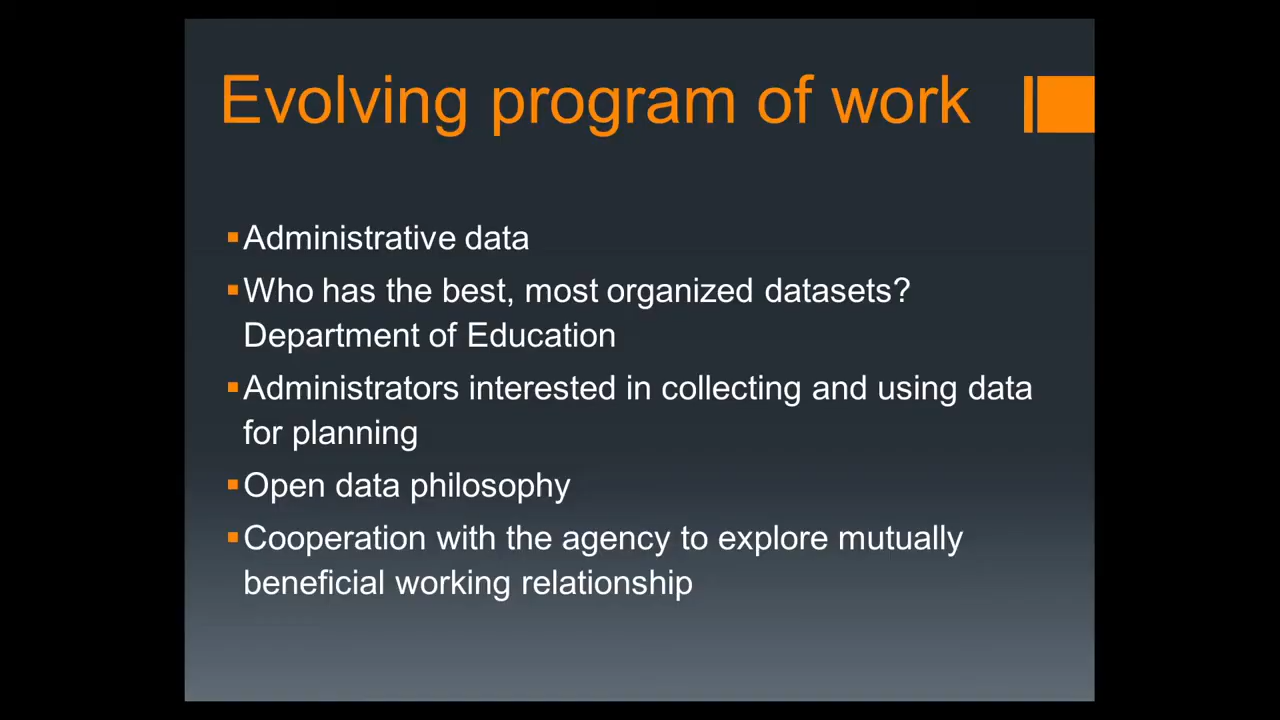 Evolving program of work
▪Administrative data
▪Who has the best, most organized datasets?
Department of Education
▪Administrators interested in collecting and using data
for planning
▪Open data philosophy
▪Cooperation with the agency to explore mutually
beneficial working relationship